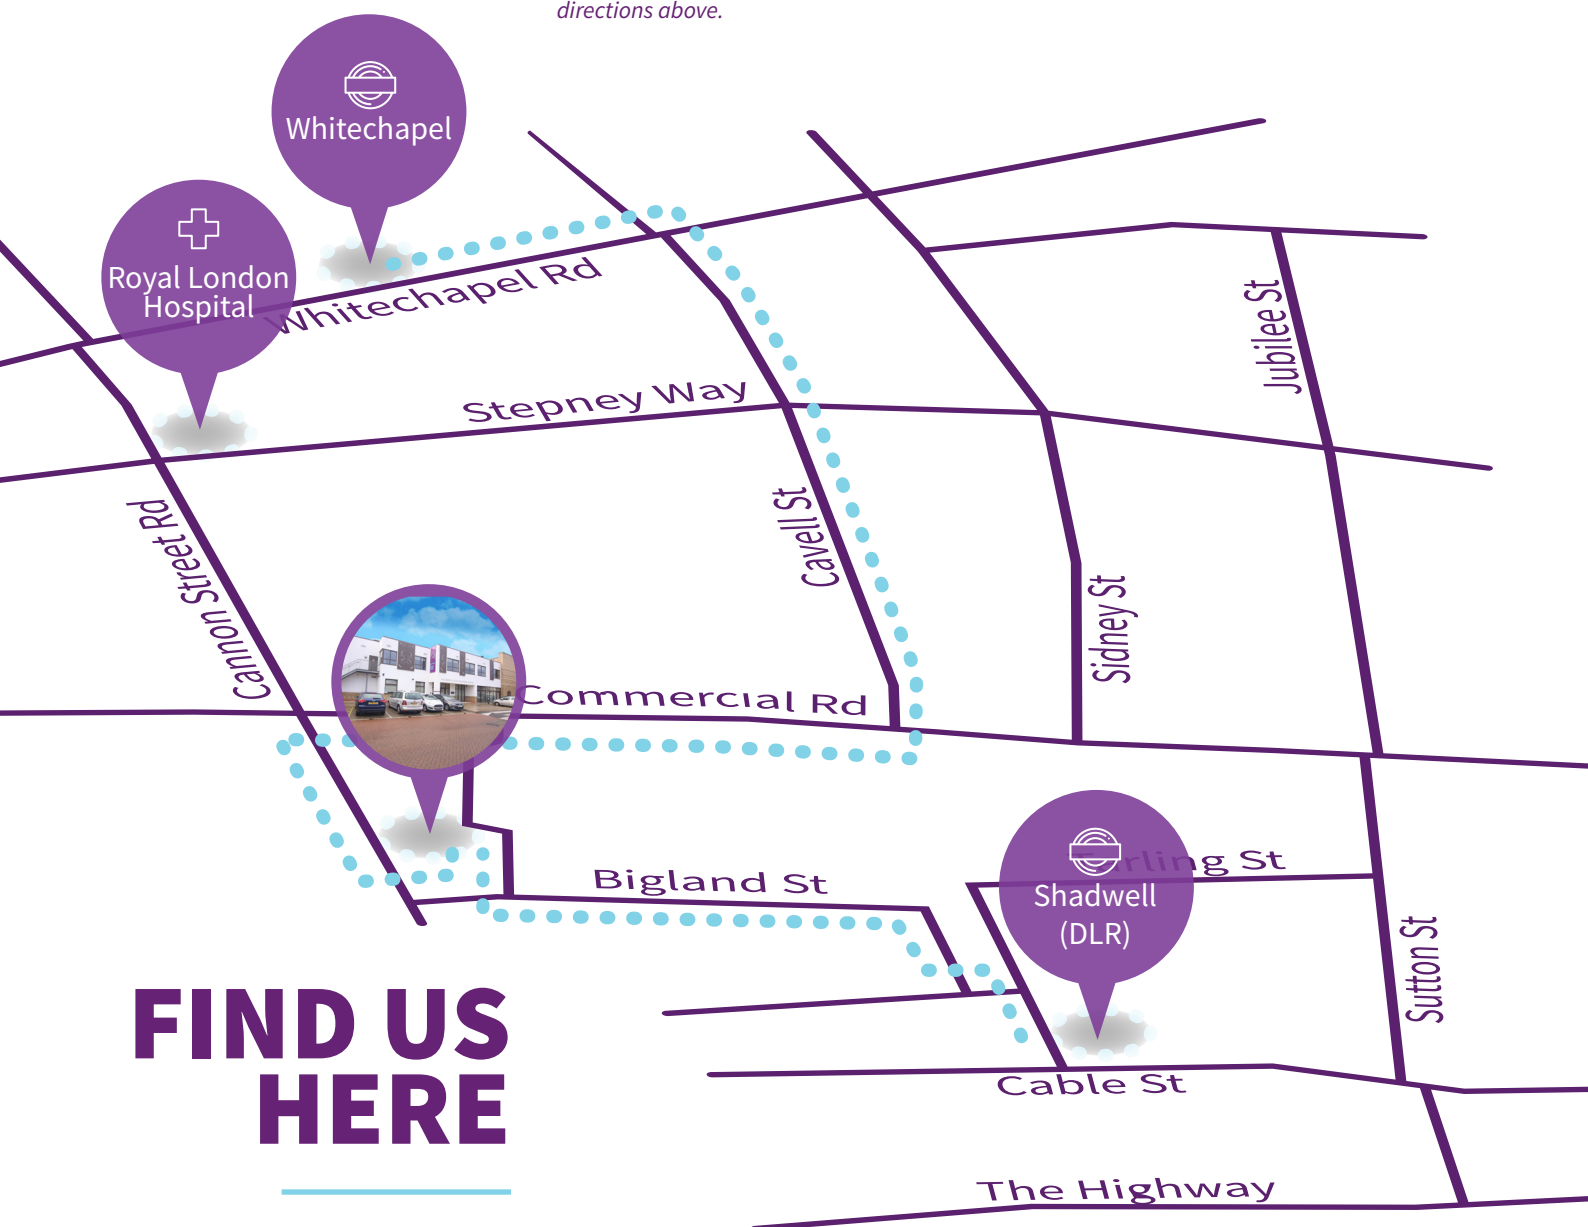 directions above.
Whitechapel
Royal London
Hospital
Whitechapel Rd
Jubilee St
Stepney Way
Cannon Street Rd
Cavell St
Sidney St
Commercial Rd
Tarling St
Bigland St
Shadwell
(DLR)
Sutton St
FIND US
HERE
Cable St
The Highway